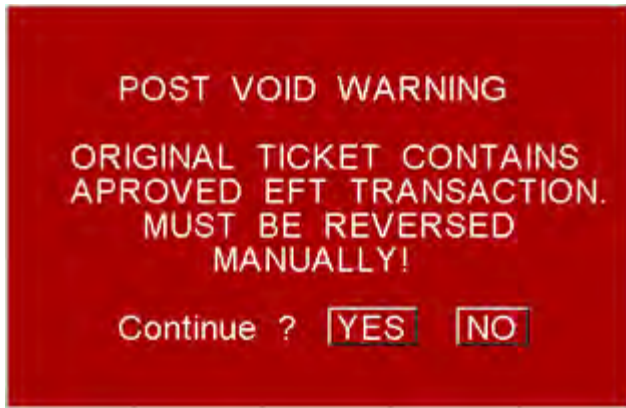 POST VOID WARNING
ORIGINAL TICKET CONTAINS
APROVED EFT TRANSACTION.
MUST BE REVERSED
MANUALLY!
Continue ? YES NO